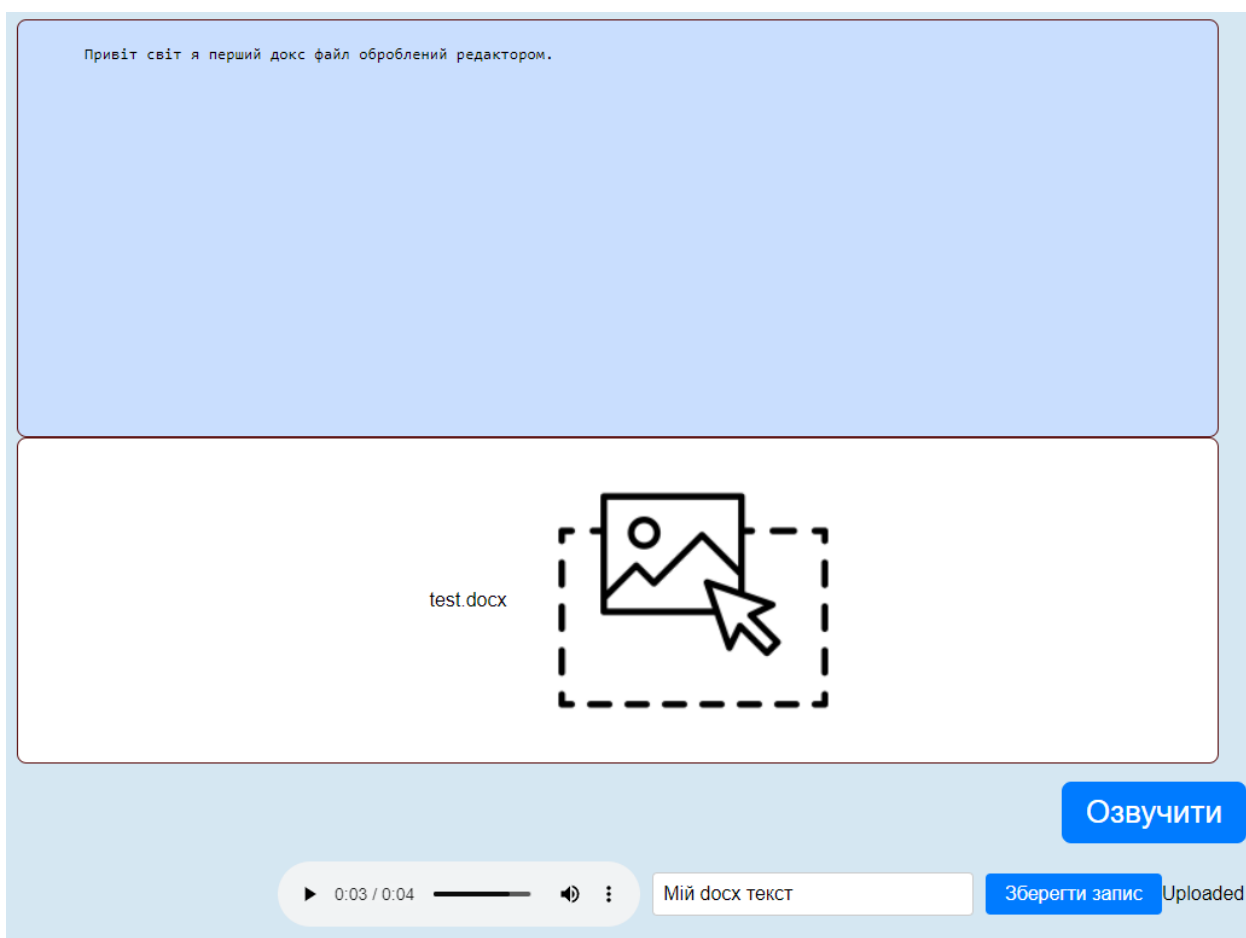 Привіт світ я перший докс файл оброблений редактором.
test.docx
Озвучити
0:03 / 0:04
Мій docx текст
Зберегти запис
Uploaded